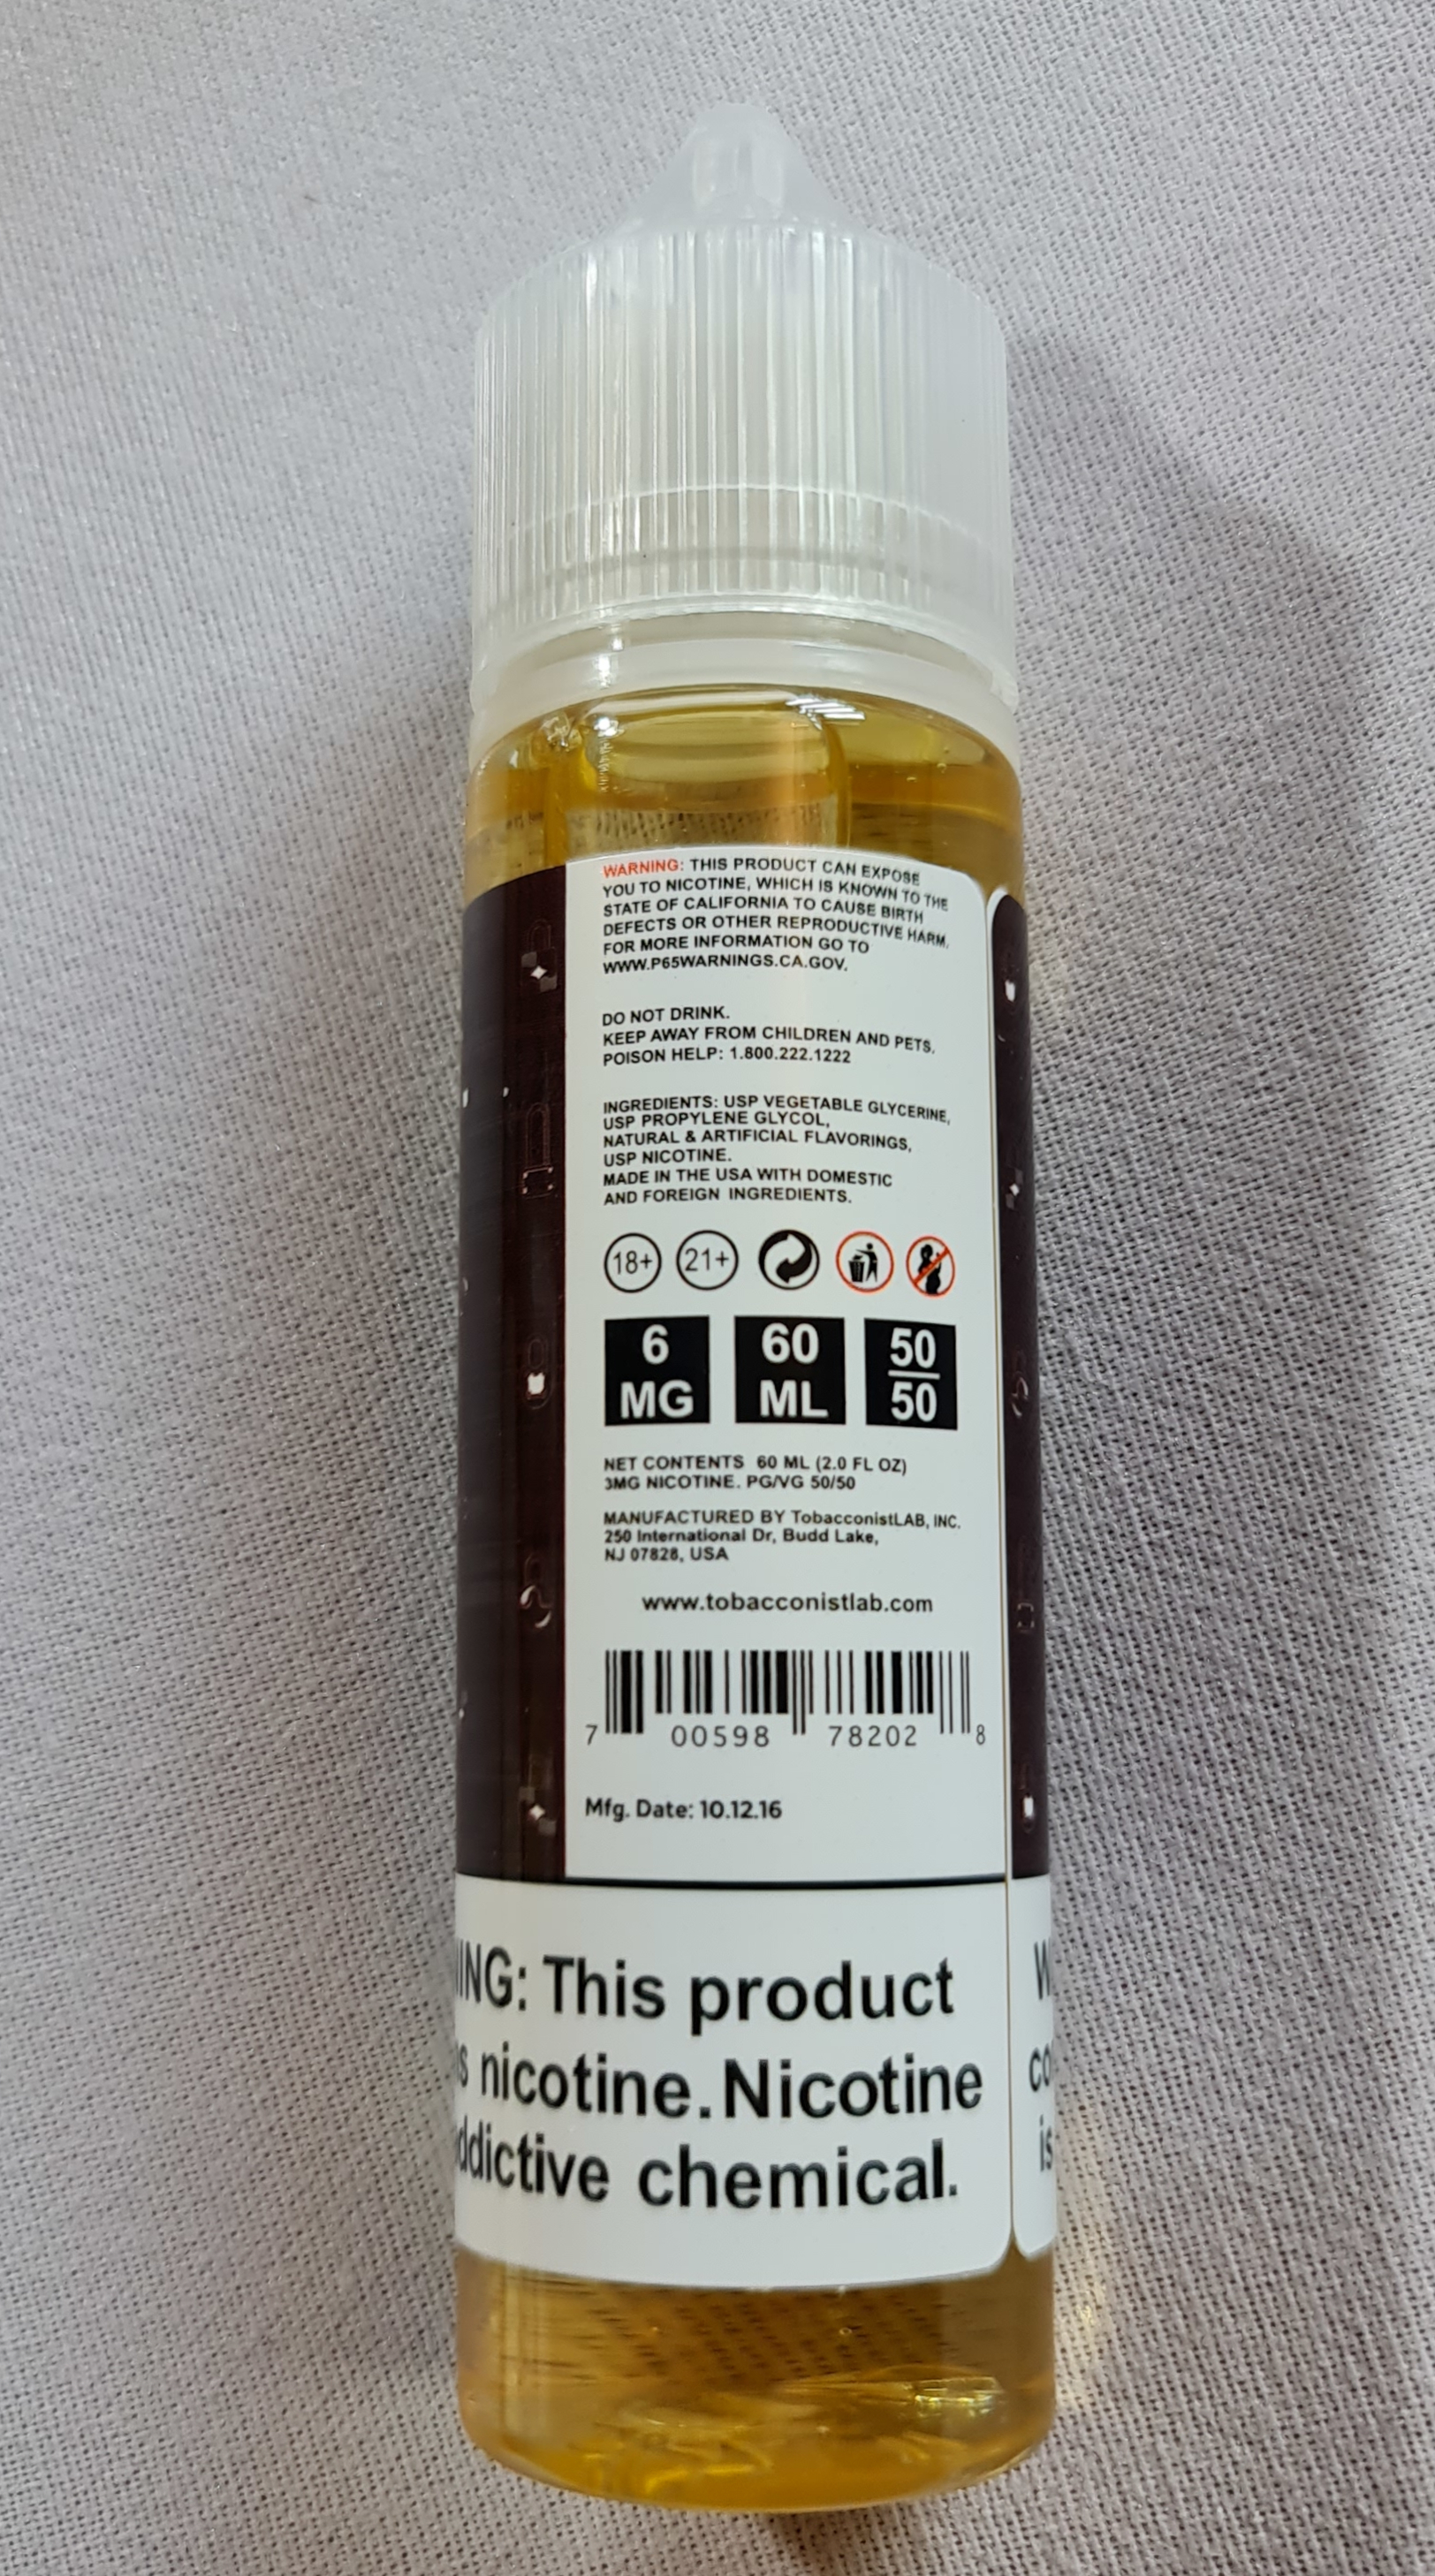 WARNING: THIS PRODUCT CAN EXPOSE
YOU TO NICOTINE, WHICH IS KNOWN TO THE
STATE OF CALIFORNIA TO CAUSE BIRTH
DEFECTS OR OTHER REPRODUCTIVE HARM.
FOR MORE INFORMATION GO TO
WWW.P65WARNINGS.CA.GOV.
DO NOT DRINK.
KEEP AWAY FROM CHILDREN AND PETS.
POISON HELP: 1.800.222.1222
INGREDIENTS: USP VEGETABLE GLYCERINE,
USP PROPYLENE GLYCOL,
NATURAL & ARTIFICIAL FLAVORINGS,
USP NICOTINE.
MADE IN THE USA WITH DOMESTIC
AND FOREIGN INGREDIENTS.
18+ 21+
6 MG 60 ML 50/50
NET CONTENTS 60 ML (2.0 FL OZ)
3MG NICOTINE. PG/VG 50/50
MANUFACTURED BY TobacconistLAB, INC.
250 International Dr, Budd Lake,
NJ 07828, USA
www.tobacconistlab.com
7 00598 78202 8
Mfg. Date: 10.12.16
ING: This product
s nicotine. Nicotine
ddictive chemical.